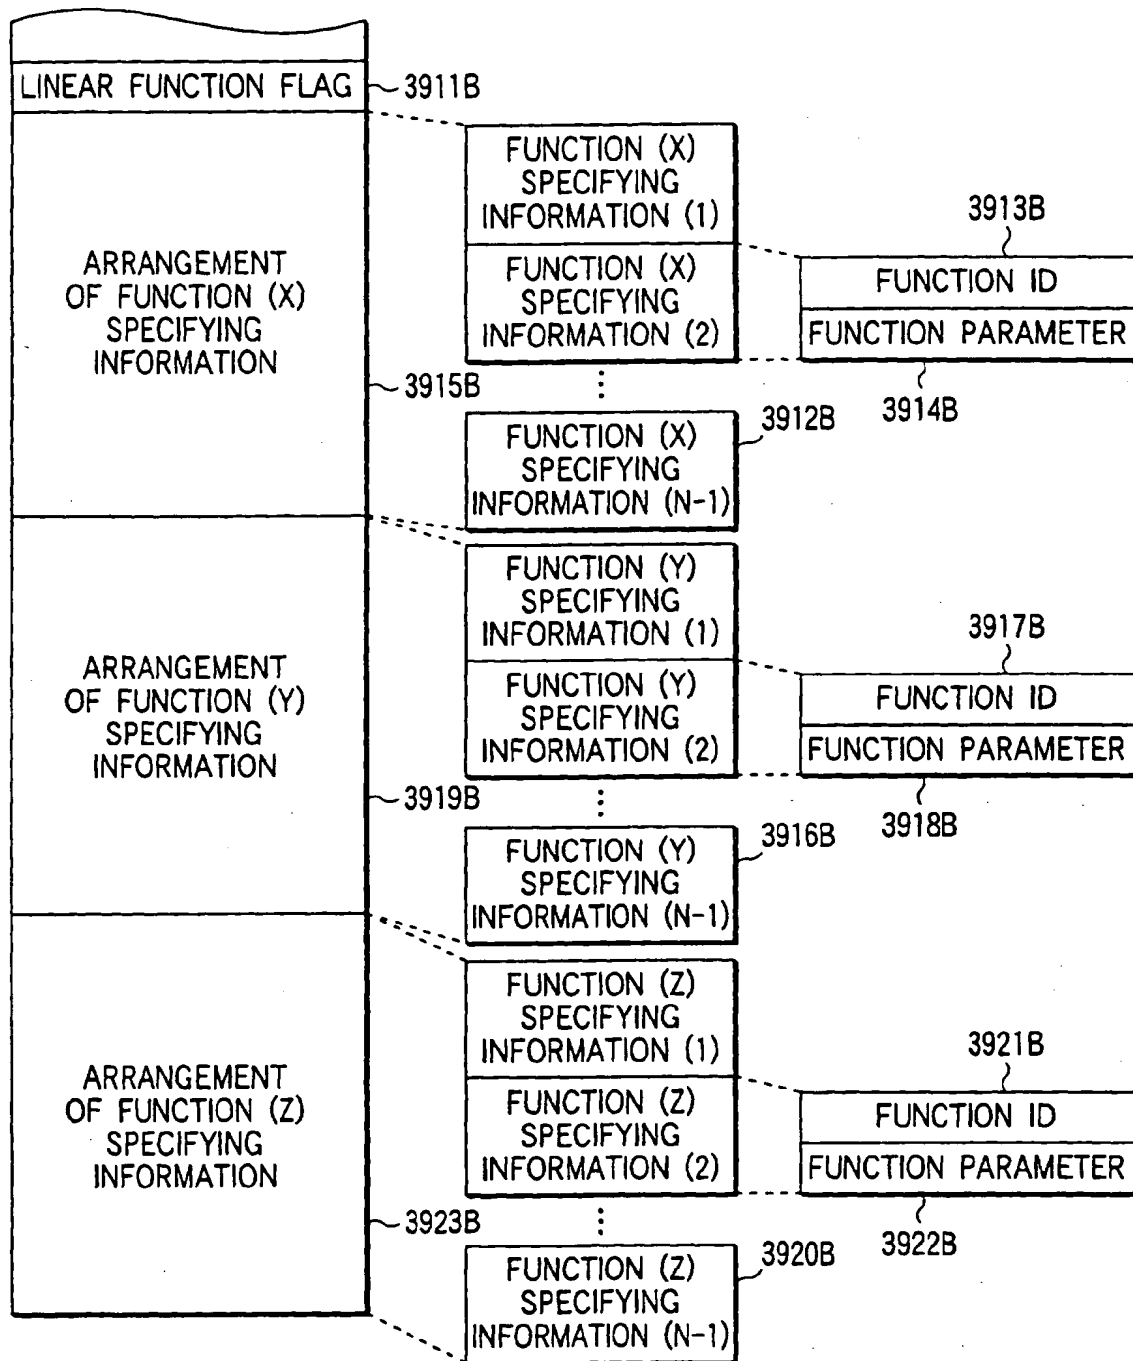 LINEAR FUNCTION FLAG
3911B
ARRANGEMENT
OF FUNCTION (X)
SPECIFYING
INFORMATION
3915B
FUNCTION (X)
SPECIFYING
INFORMATION (1)
FUNCTION (X)
SPECIFYING
INFORMATION (2)
3913B
FUNCTION ID
FUNCTION PARAMETER
3914B
3912B
FUNCTION (X)
SPECIFYING
INFORMATION (N-1)
ARRANGEMENT
OF FUNCTION (Y)
SPECIFYING
INFORMATION
3919B
FUNCTION (Y)
SPECIFYING
INFORMATION (1)
FUNCTION (Y)
SPECIFYING
INFORMATION (2)
3917B
FUNCTION ID
FUNCTION PARAMETER
3918B
3916B
FUNCTION (Y)
SPECIFYING
INFORMATION (N-1)
ARRANGEMENT
OF FUNCTION (Z)
SPECIFYING
INFORMATION
3923B
FUNCTION (Z)
SPECIFYING
INFORMATION (1)
FUNCTION (Z)
SPECIFYING
INFORMATION (2)
3921B
FUNCTION ID
FUNCTION PARAMETER
3922B
3920B
FUNCTION (Z)
SPECIFYING
INFORMATION (N-1)